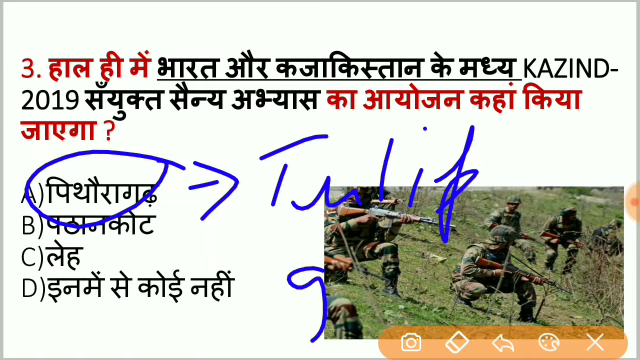 3. हाल ही में भारत और कजाकिस्तान के मध्य KAZIND-
2019 सँयुक्त सैन्य अभ्यास का आयोजन कहां किया
जाएगा ?
A)पिथौरागढ़
B)पठानकोट
C)लेह
D)इनमें से कोई नहीं
Tulip